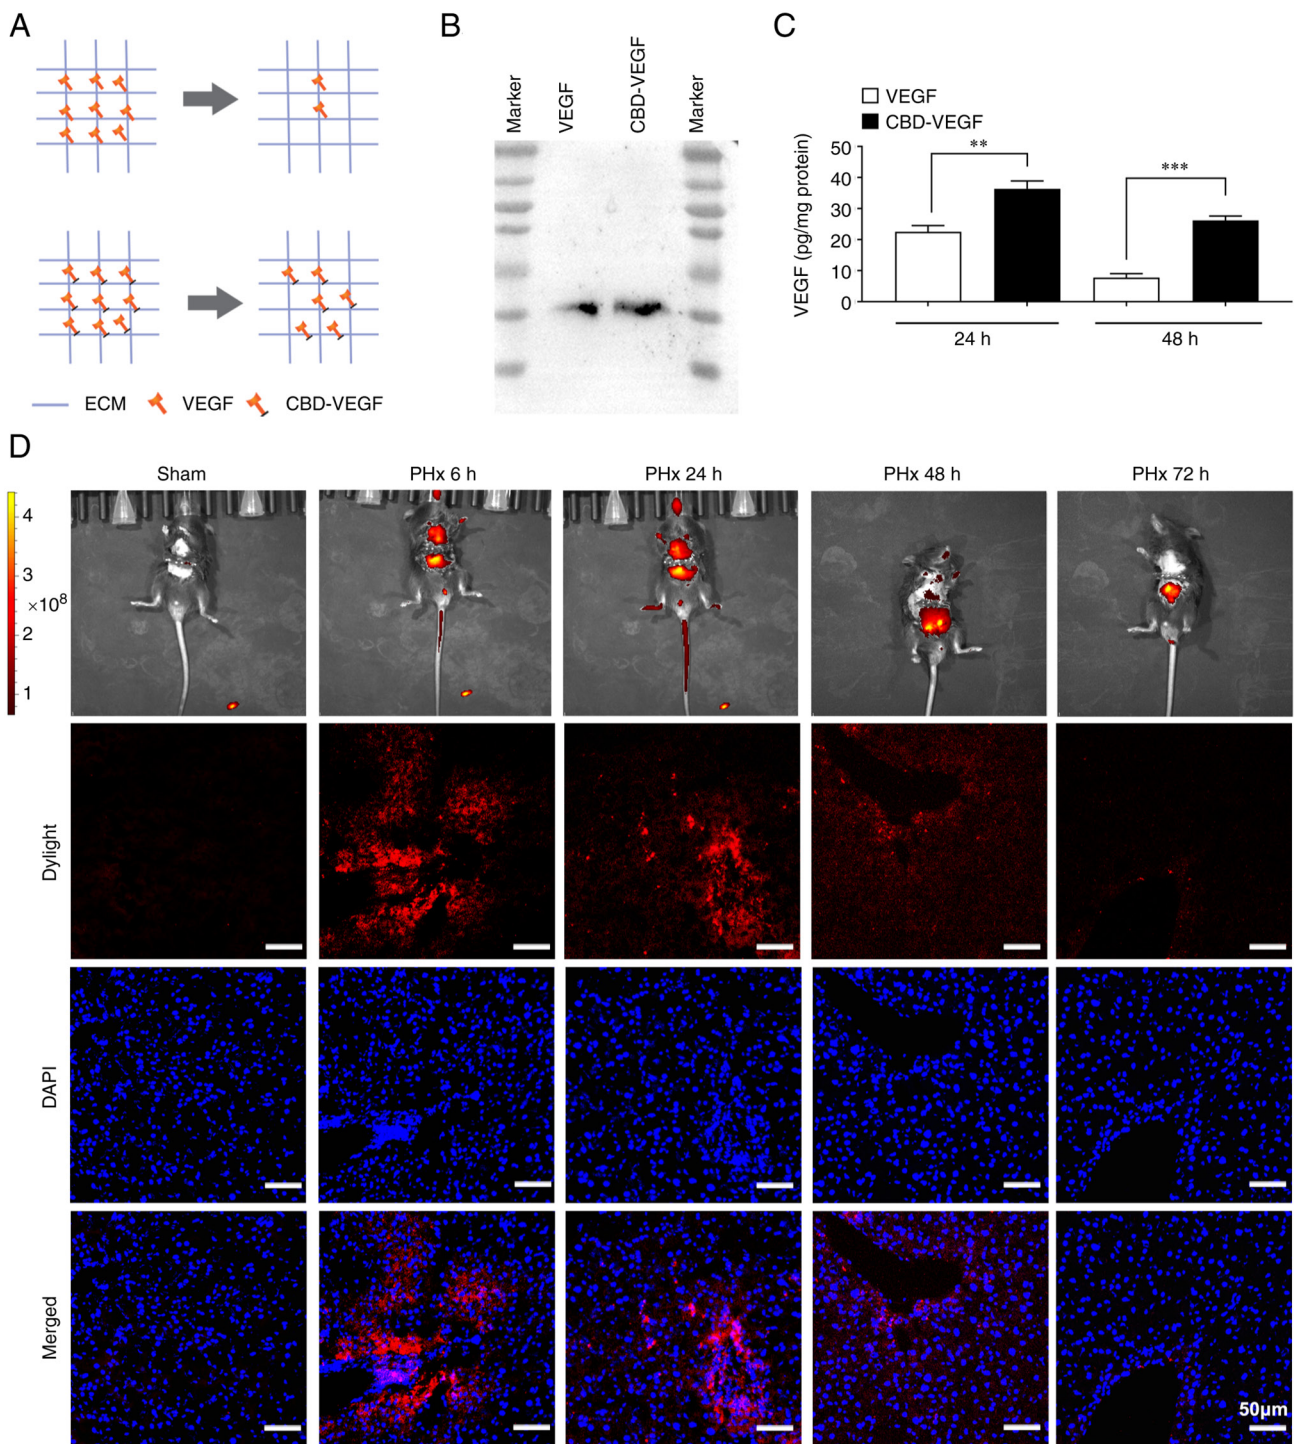 A
ECM VEGF CBD-VEGF
B
Marker
VEGF
CBD-VEGF
Marker
C
VEGF
CBD-VEGF
VEGF (pg/mg protein)
50
40
30
20
10
0
**
***
24 h
48 h
D
Sham PHx 6 h PHx 24 h PHx 48 h PHx 72 h
4
3
×10⁸
2
1
Dylight
DAPI
Merged
50μm